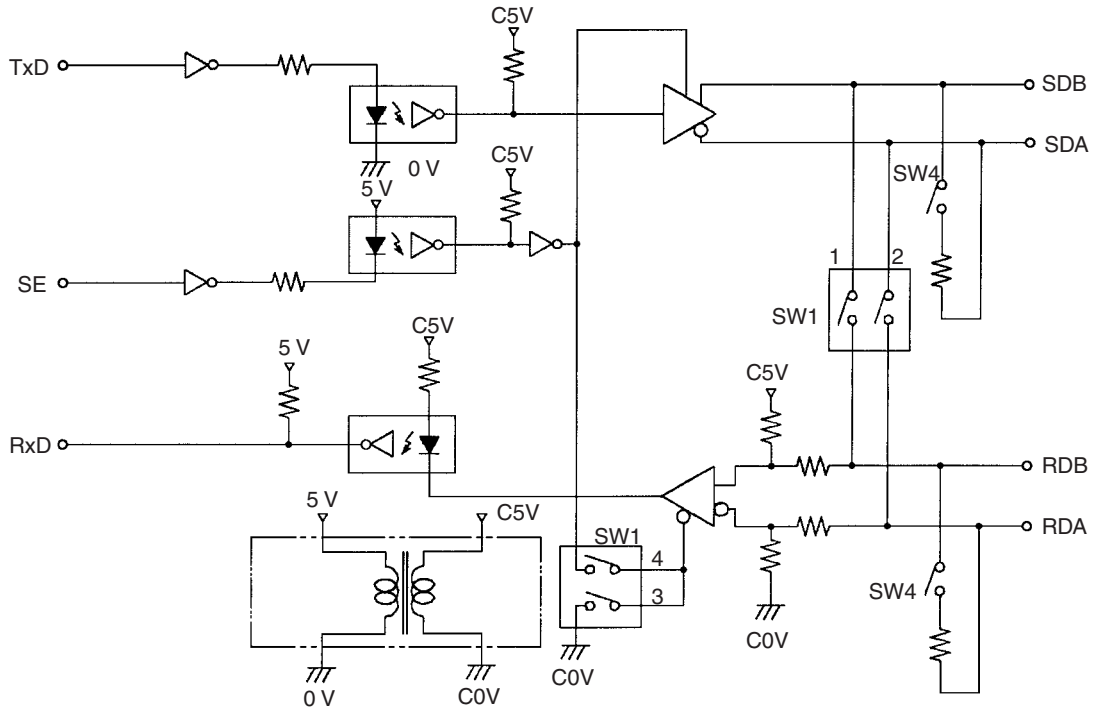 C5V
TxD
SDB
SDA
0 V
C5V
5 V
SW4
1 2
SE
SW1
C5V
5 V
C5V
RxD
RDB
5 V
C5V
RDA
SW1
4
SW4
3
C0V
0 V
C0V
C0V